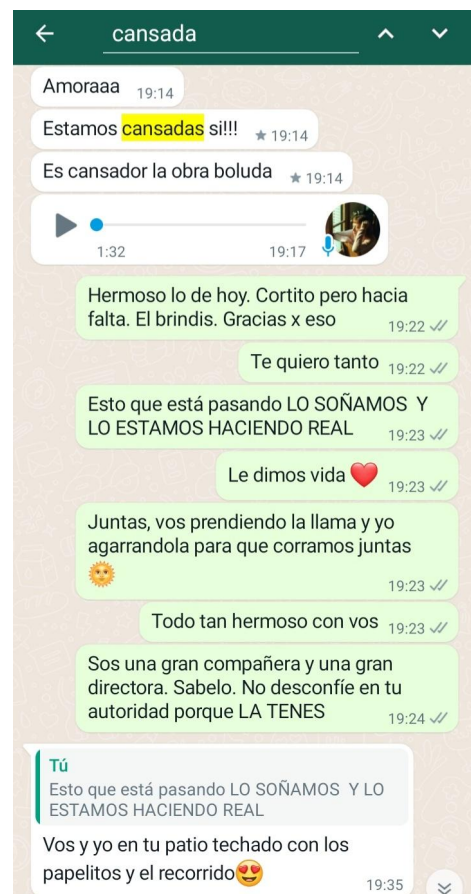 cansada
Amoraaa 19:14
Estamos cansadas si!!! ★ 19:14
Es cansador la obra boluda ★ 19:14
1:32 19:17
Hermoso lo de hoy. Cortito pero hacia
falta. El brindis. Gracias x eso 19:22
Te quiero tanto 19:22
Esto que está pasando LO SOÑAMOS Y
LO ESTAMOS HACIENDO REAL 19:23
Le dimos vida ❤️ 19:23
Juntas, vos prendiendo la llama y yo
agarrandola para que corramos juntas
🌞 19:23
Todo tan hermoso con vos 19:23
Sos una gran compañera y una gran
directora. Sabelo. No desconfíe en tu
autoridad porque LA TENES 19:24
Tú
Esto que está pasando LO SOÑAMOS Y LO
ESTAMOS HACIENDO REAL
Vos y yo en tu patio techado con los
papelitos y el recorrido😍 19:35